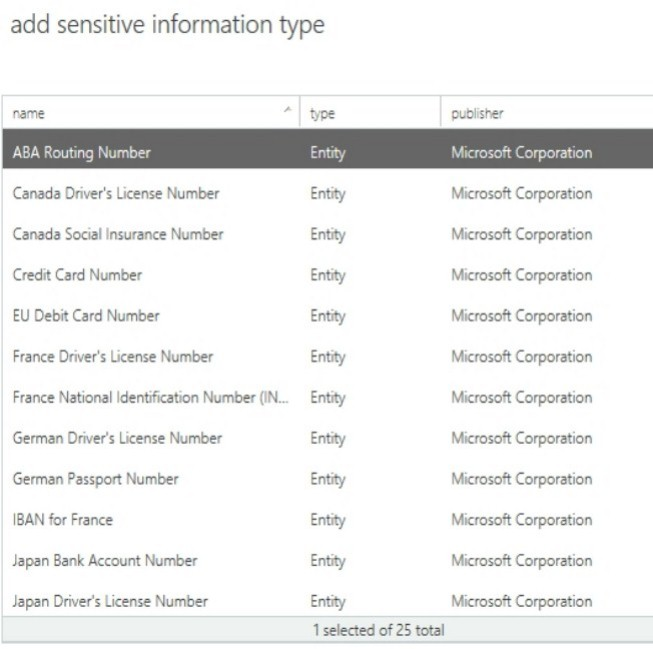 add sensitive information type
name type publisher
ABA Routing Number Entity Microsoft Corporation
Canada Driver's License Number Entity Microsoft Corporation
Canada Social Insurance Number Entity Microsoft Corporation
Credit Card Number Entity Microsoft Corporation
EU Debit Card Number Entity Microsoft Corporation
France Driver's License Number Entity Microsoft Corporation
France National Identification Number (IN... Entity Microsoft Corporation
German Driver's License Number Entity Microsoft Corporation
German Passport Number Entity Microsoft Corporation
IBAN for France Entity Microsoft Corporation
Japan Bank Account Number Entity Microsoft Corporation
Japan Driver's License Number Entity Microsoft Corporation
1 selected of 25 total